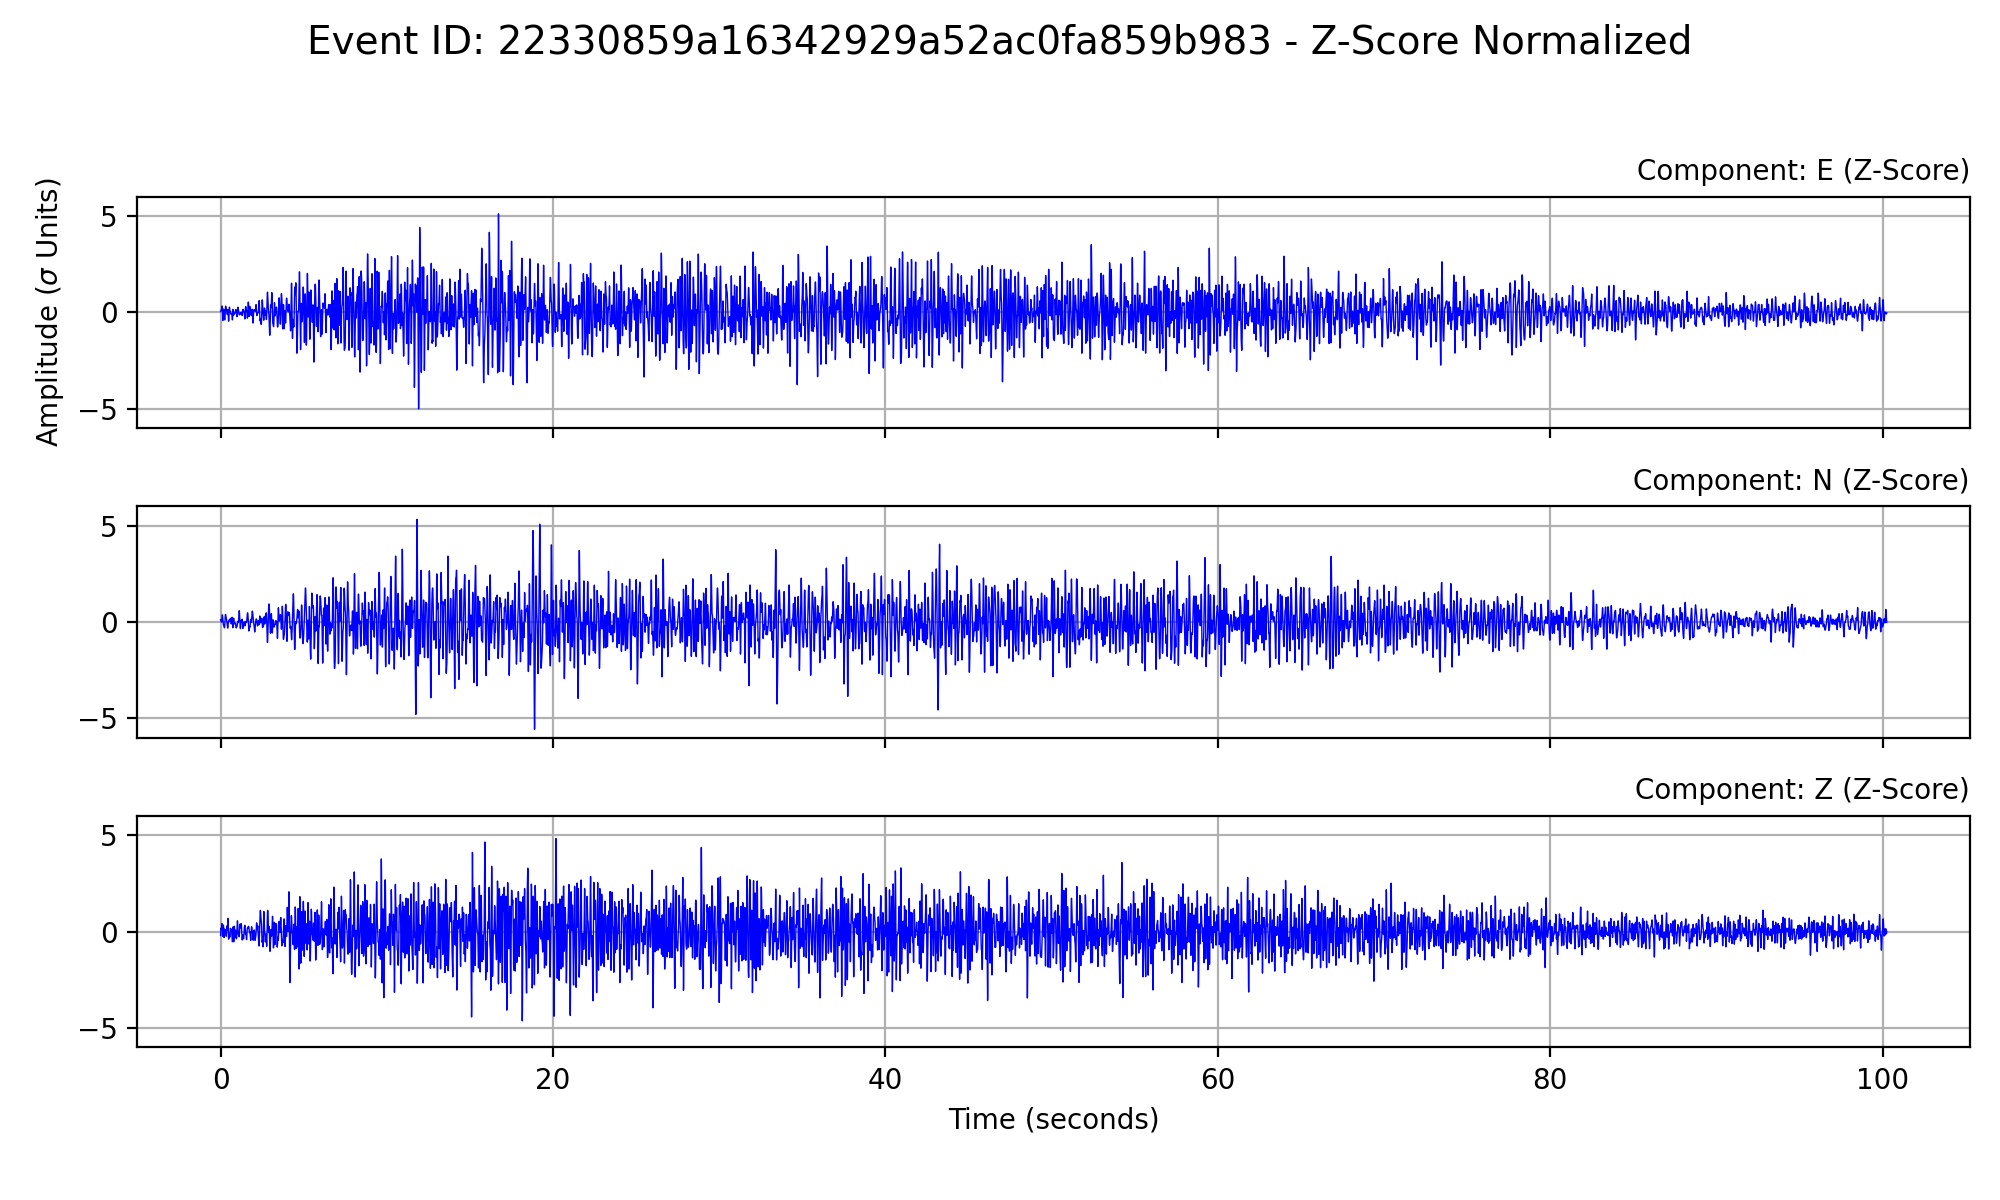 Event ID: 22330859a16342929a52ac0fa859b983 - Z-Score Normalized
Component: E (Z-Score)
Amplitude (σ Units)
5
0
−5
Component: N (Z-Score)
5
0
−5
Component: Z (Z-Score)
5
0
−5
0 20 40 60 80 100
Time (seconds)